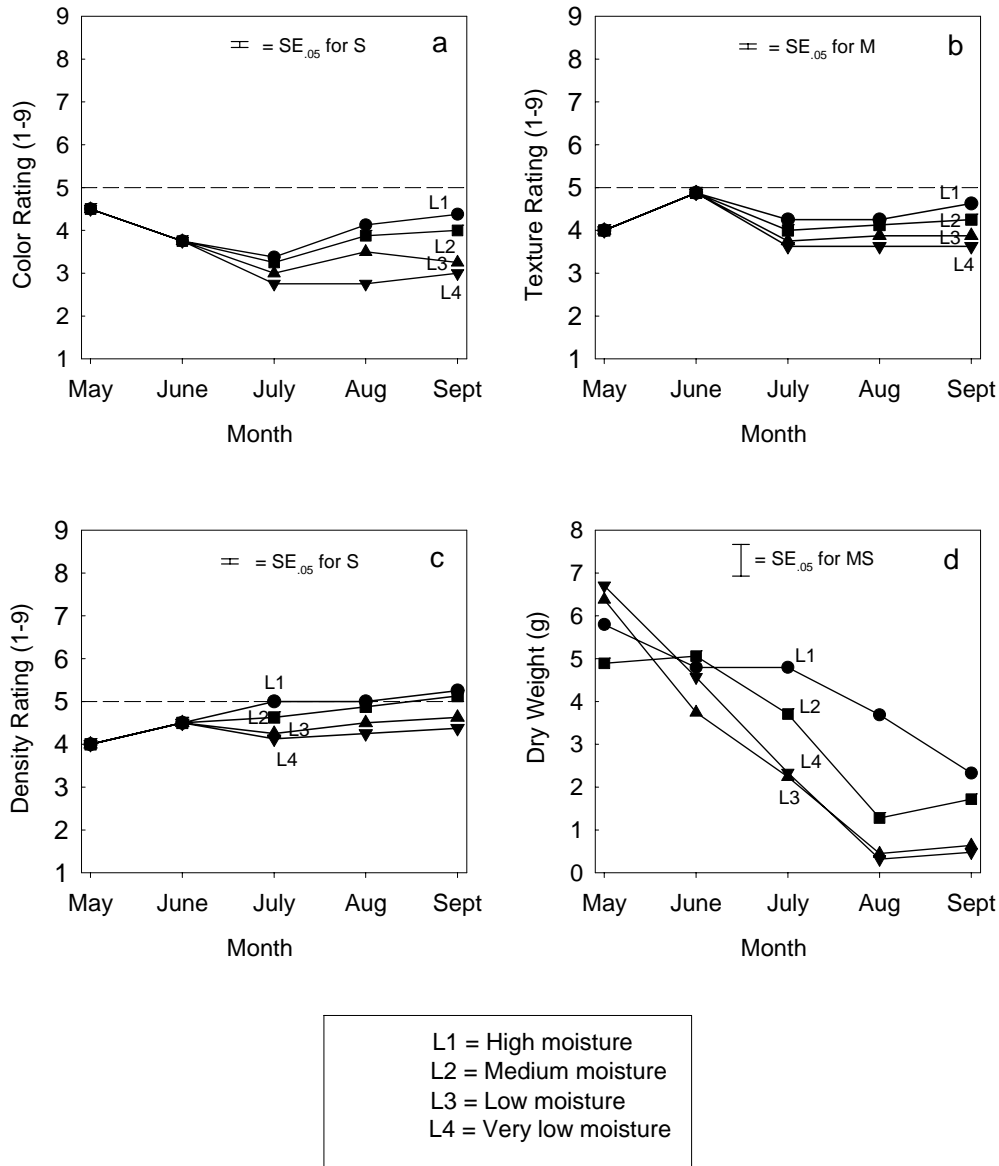 9
8
7
6
5
4
3
2
1
Color Rating (1-9)
= SE.05 for S
a
L1
L2
L3
L4
May June July Aug Sept
Month
9
8
7
6
5
4
3
2
1
Texture Rating (1-9)
= SE.05 for M
b
L1
L2
L3
L4
May June July Aug Sept
Month
9
8
7
6
5
4
3
2
1
Density Rating (1-9)
= SE.05 for S
c
L1
L2
L3
L4
May June July Aug Sept
Month
8
7
6
5
4
3
2
1
0
Dry Weight (g)
= SE.05 for MS
d
L1
L2
L4
L3
May June July Aug Sept
Month
L1 = High moisture
L2 = Medium moisture
L3 = Low moisture
L4 = Very low moisture